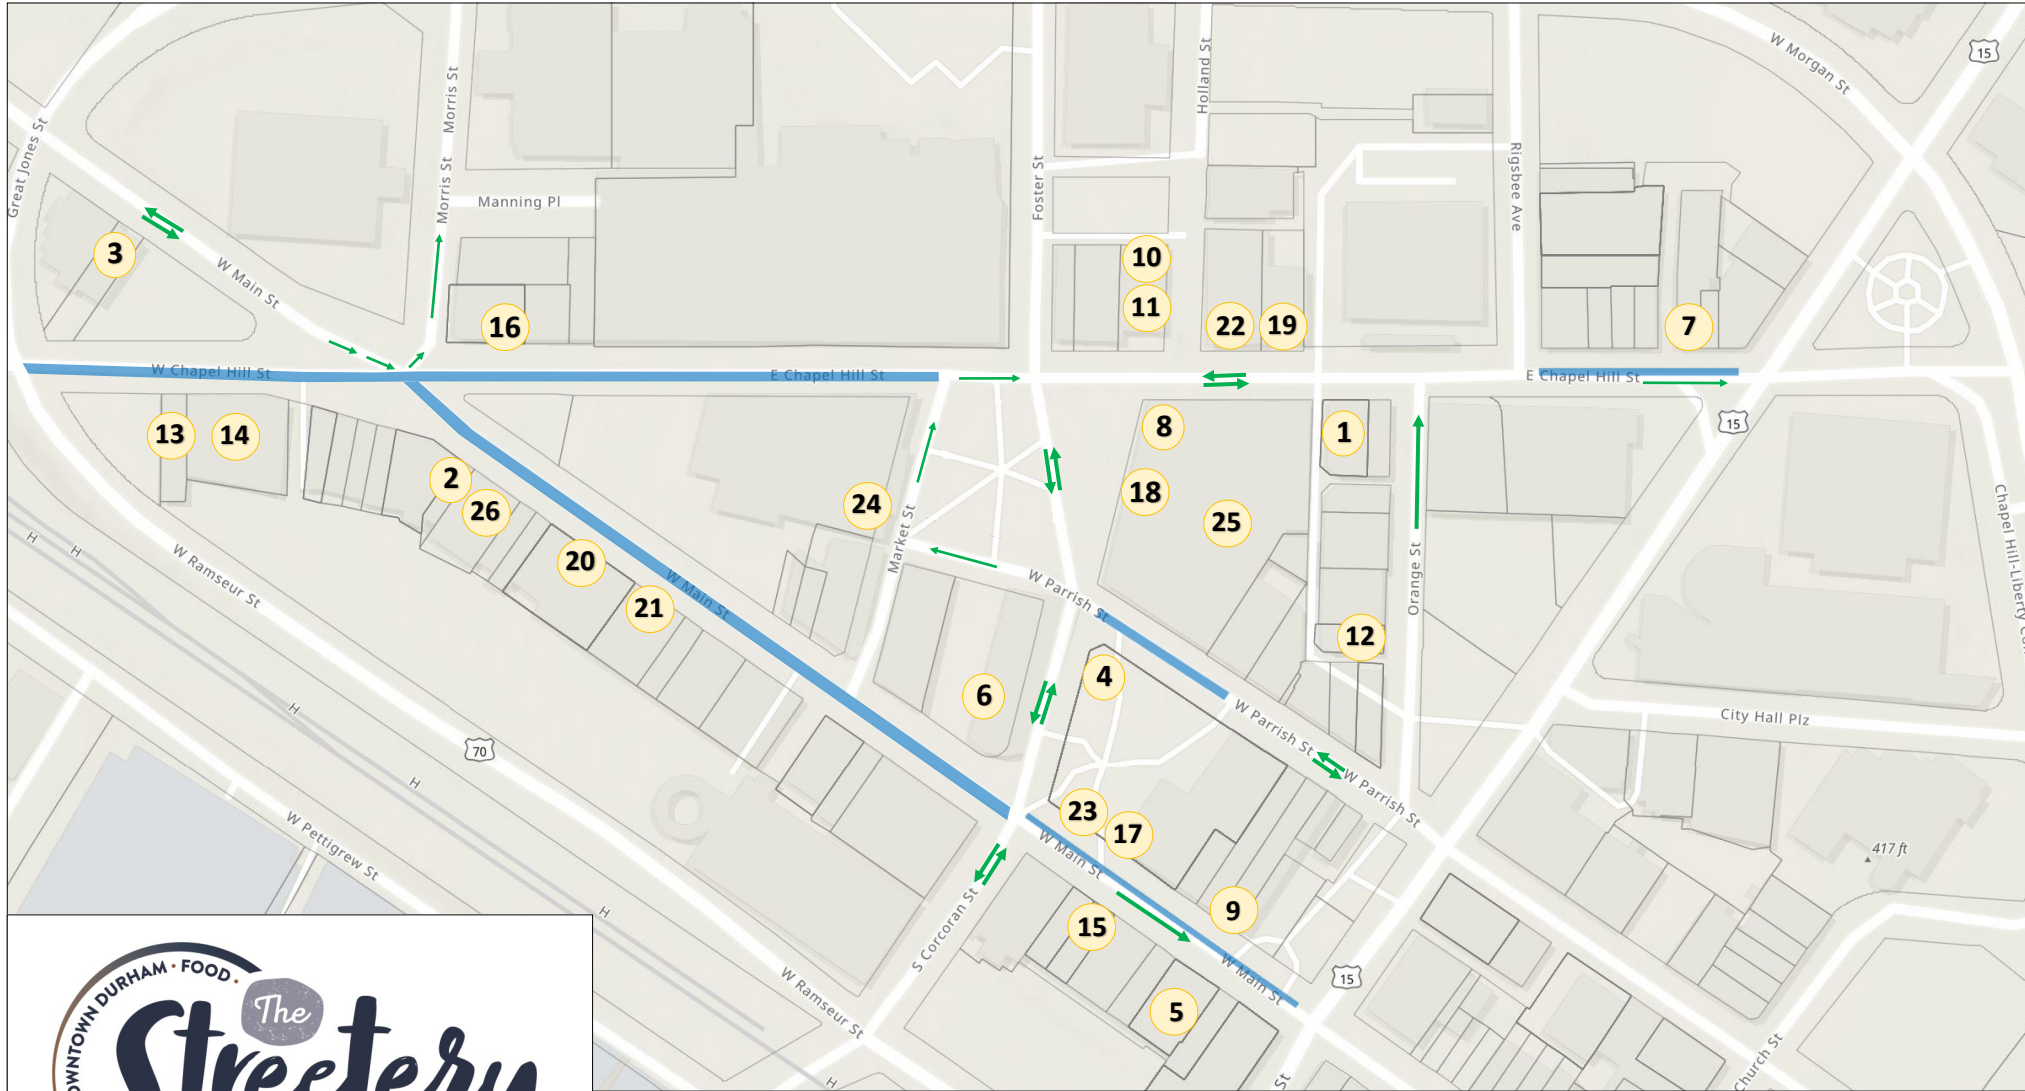 W Morgan St
15
Holland St
Morris St
Great Jones St
Morris St
Foster St
Rigsbee Ave
Manning Pl
3
10
W Main St
11
16
22
19
7
W Chapel Hill St
E Chapel Hill St
E Chapel Hill St
15
13
14
8
1
2
24
18
26
25
Market St
Chapel Hill-Liberty
H
H
W Ramseur St
20
W Main St
21
W Parrish St
Orange St
12
4
6
W Parrish St
City Hall Plz
H
70
W Parrish St
H
23
17
W Main St
W Pettigrew St
417 ft
H
S Corcoran St
15
9
W Main St
15
W Ramseur St
5
Church St
St
H
OWNTOWN DURHAM · FOOD ·
The
Streetery